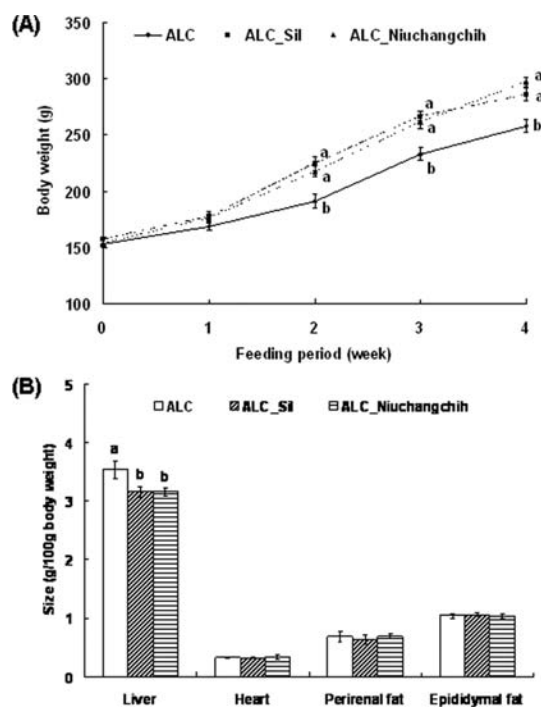 (A)
ALC ALC_Sil ALC_Niuchangchih
Body weight (g)
300
250
200
150
100
350
a
a
b
a
a
b
a
a
b
0 1 2 3 4
Feeding period (week)
(B)
ALC ALC_Sil ALC_Niuchangchih
Size (g/100g body weight)
5
4
3
2
1
0
a
b b
Liver Heart Perirenal fat Epididymal fat